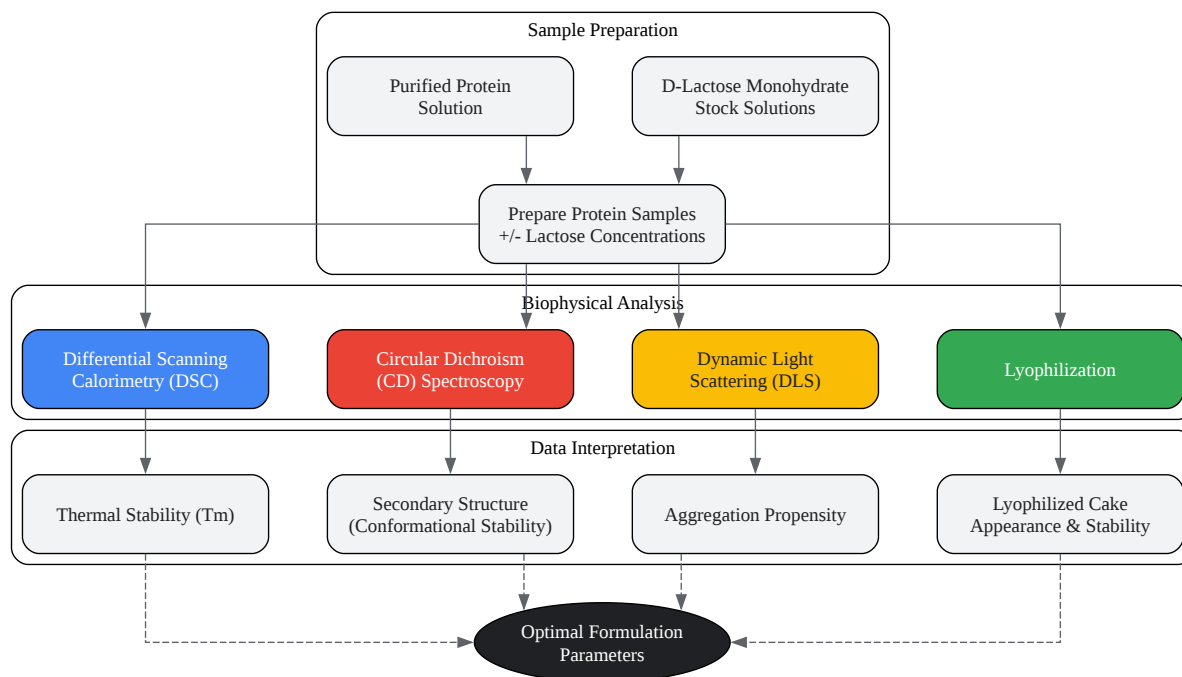 Sample Preparation
Purified Protein
Solution
D-Lactose Monohydrate
Stock Solutions
Prepare Protein Samples
+/- Lactose Concentrations
Biophysical Analysis
Differential Scanning
Calorimetry (DSC)
Circular Dichroism
(CD) Spectroscopy
Dynamic Light
Scattering (DLS)
Lyophilization
Data Interpretation
Thermal Stability (Tm)
Secondary Structure
(Conformational Stability)
Aggregation Propensity
Lyophilized Cake
Appearance & Stability
Optimal Formulation
Parameters